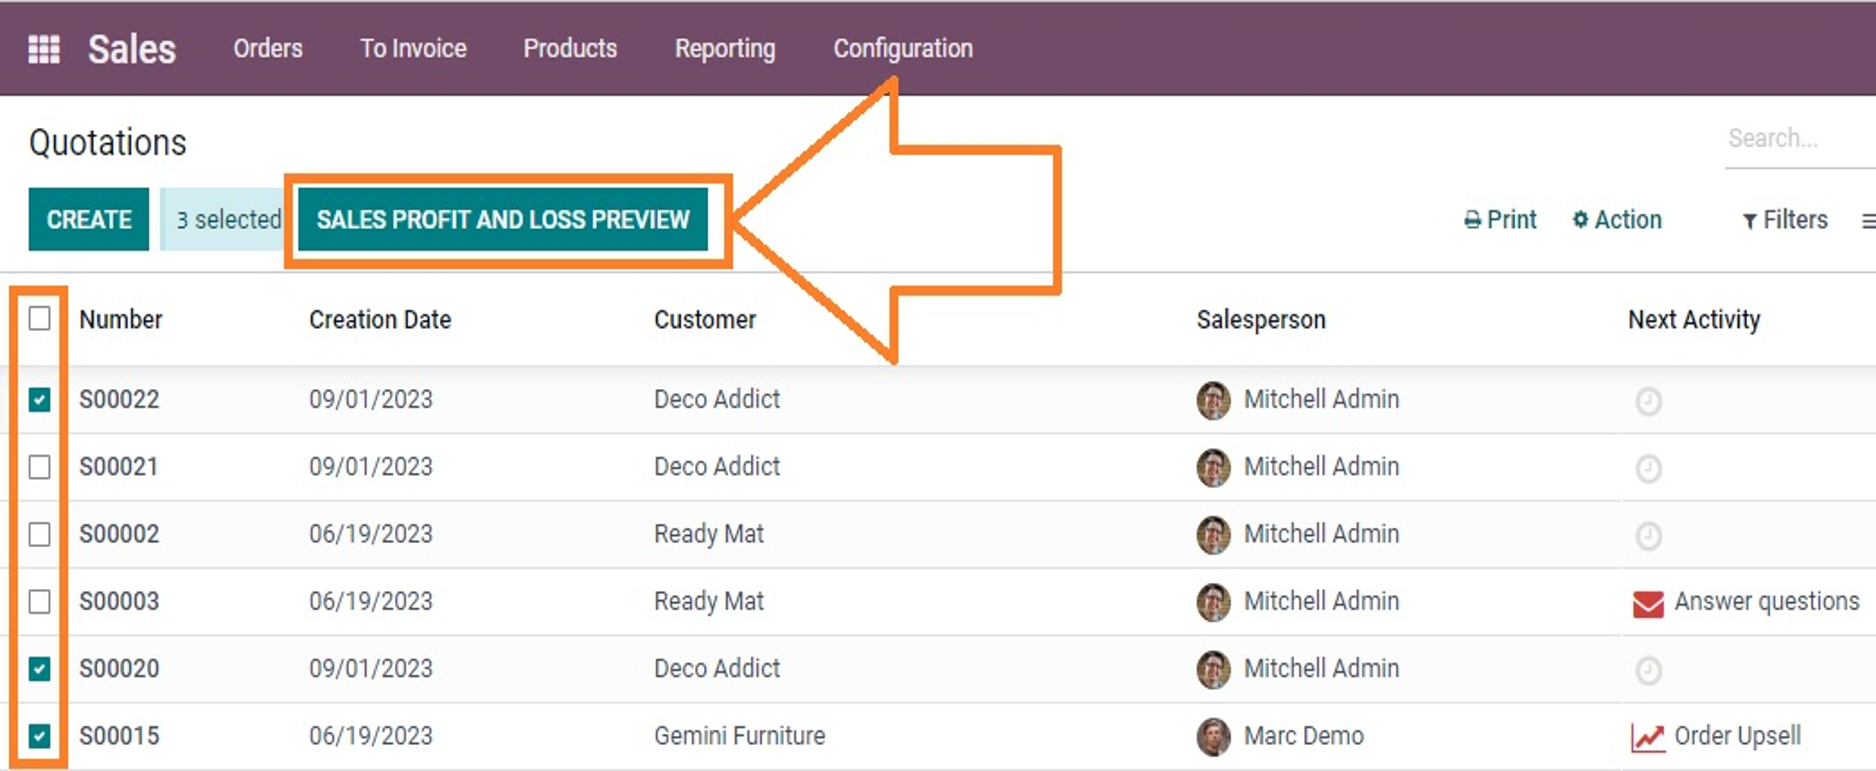 Sales Orders To Invoice Products Reporting Configuration
Quotations
Search...
CREATE 3 selected SALES PROFIT AND LOSS PREVIEW Print Action Filters
Number Creation Date Customer Salesperson Next Activity
S00022 09/01/2023 Deco Addict Mitchell Admin
S00021 09/01/2023 Deco Addict Mitchell Admin
S00002 06/19/2023 Ready Mat Mitchell Admin
S00003 06/19/2023 Ready Mat Mitchell Admin Answer questions
S00020 09/01/2023 Deco Addict Mitchell Admin
S00015 06/19/2023 Gemini Furniture Marc Demo Order Upsell